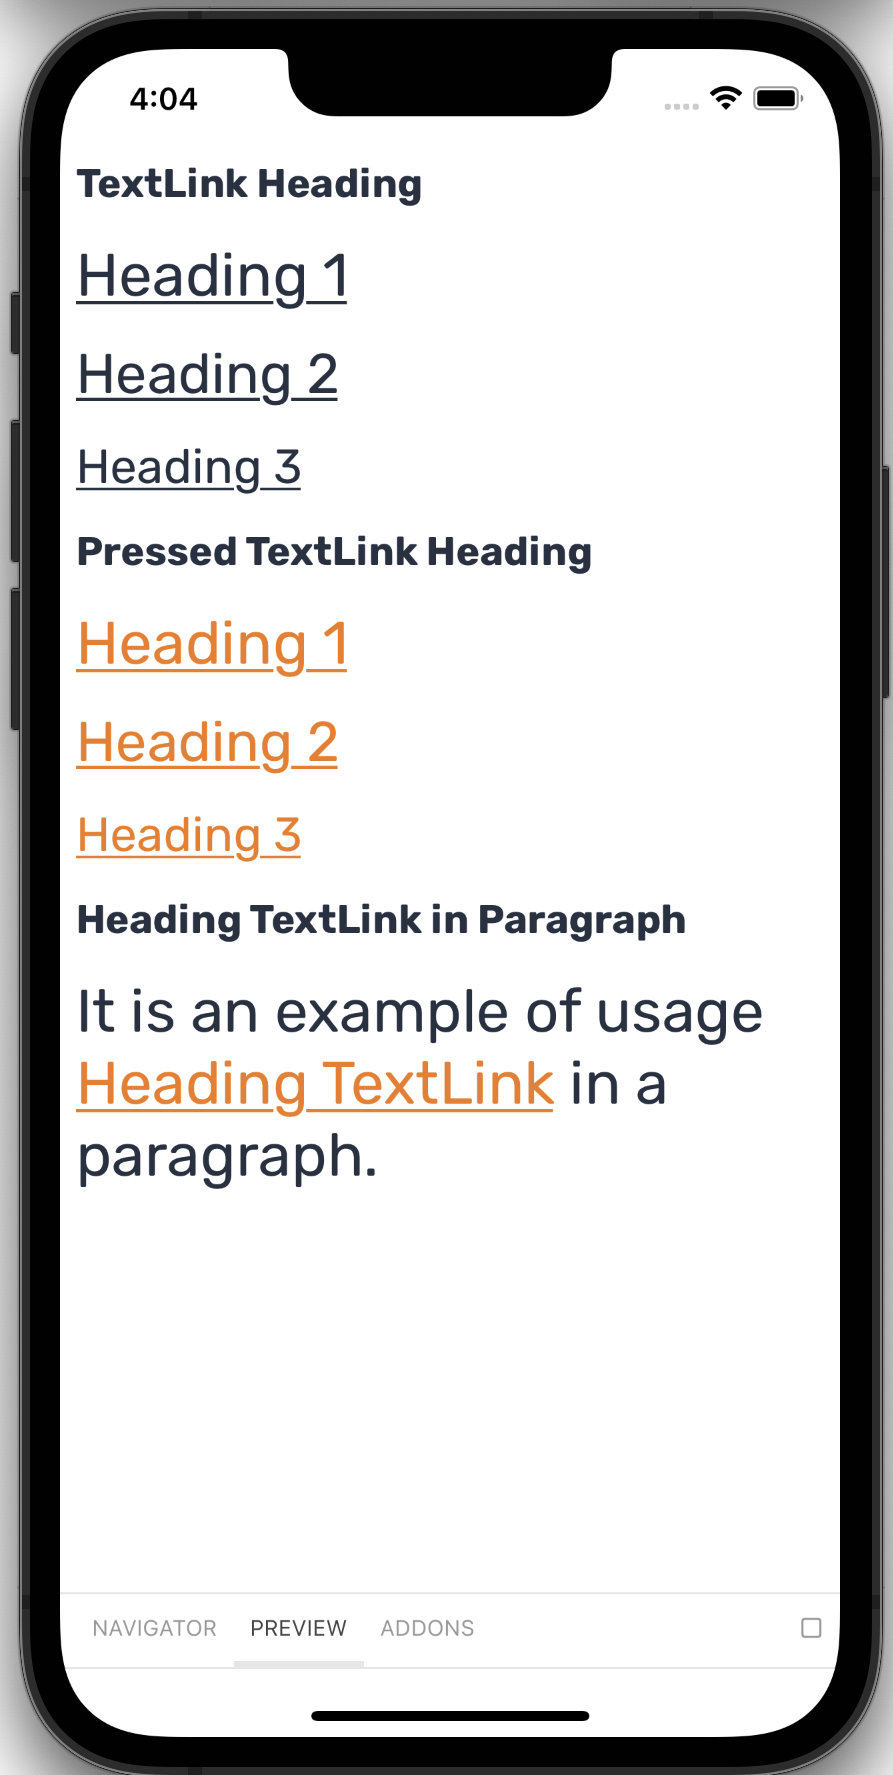 4:04
TextLink Heading
Heading 1
Heading 2
Heading 3
Pressed TextLink Heading
Heading 1
Heading 2
Heading 3
Heading TextLink in Paragraph
It is an example of usage
Heading TextLink in a
paragraph.
NAVIGATOR PREVIEW ADDONS